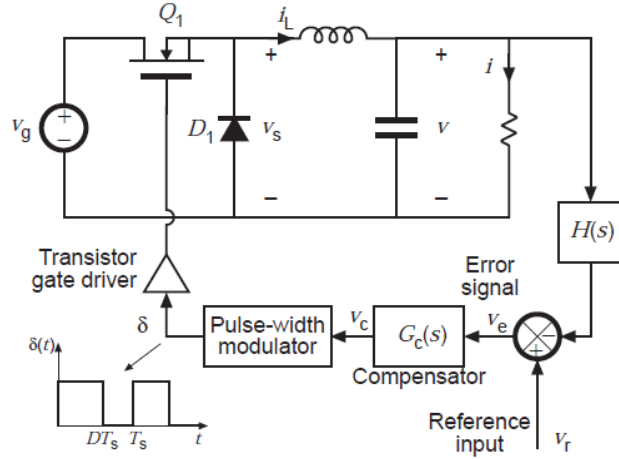 Q1
iL
+
+
i
vg
+
−
D1
vs
v
−
−
H(s)
Transistor
gate driver
Error
signal
δ
vc
ve
−
+
Pulse-width
modulator
Gc(s)
Compensator
δ(t)
DTs
Ts
t
Reference
input
vr